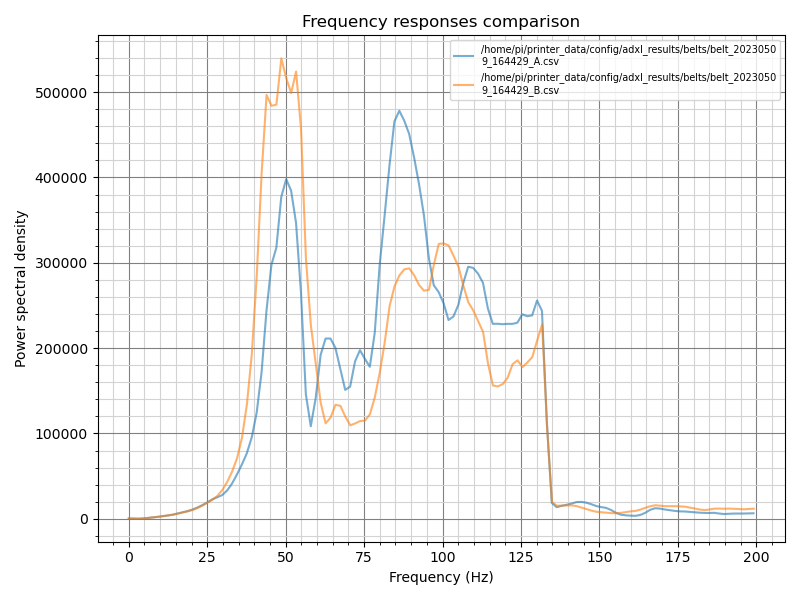 Frequency responses comparison
/home/pi/printer_data/config/adxl_results/belts/belt_2023050
9_164429_A.csv
/home/pi/printer_data/config/adxl_results/belts/belt_2023050
9_164429_B.csv
Power spectral density
500000
400000
300000
200000
100000
0
0 25 50 75 100 125 150 175 200
Frequency (Hz)